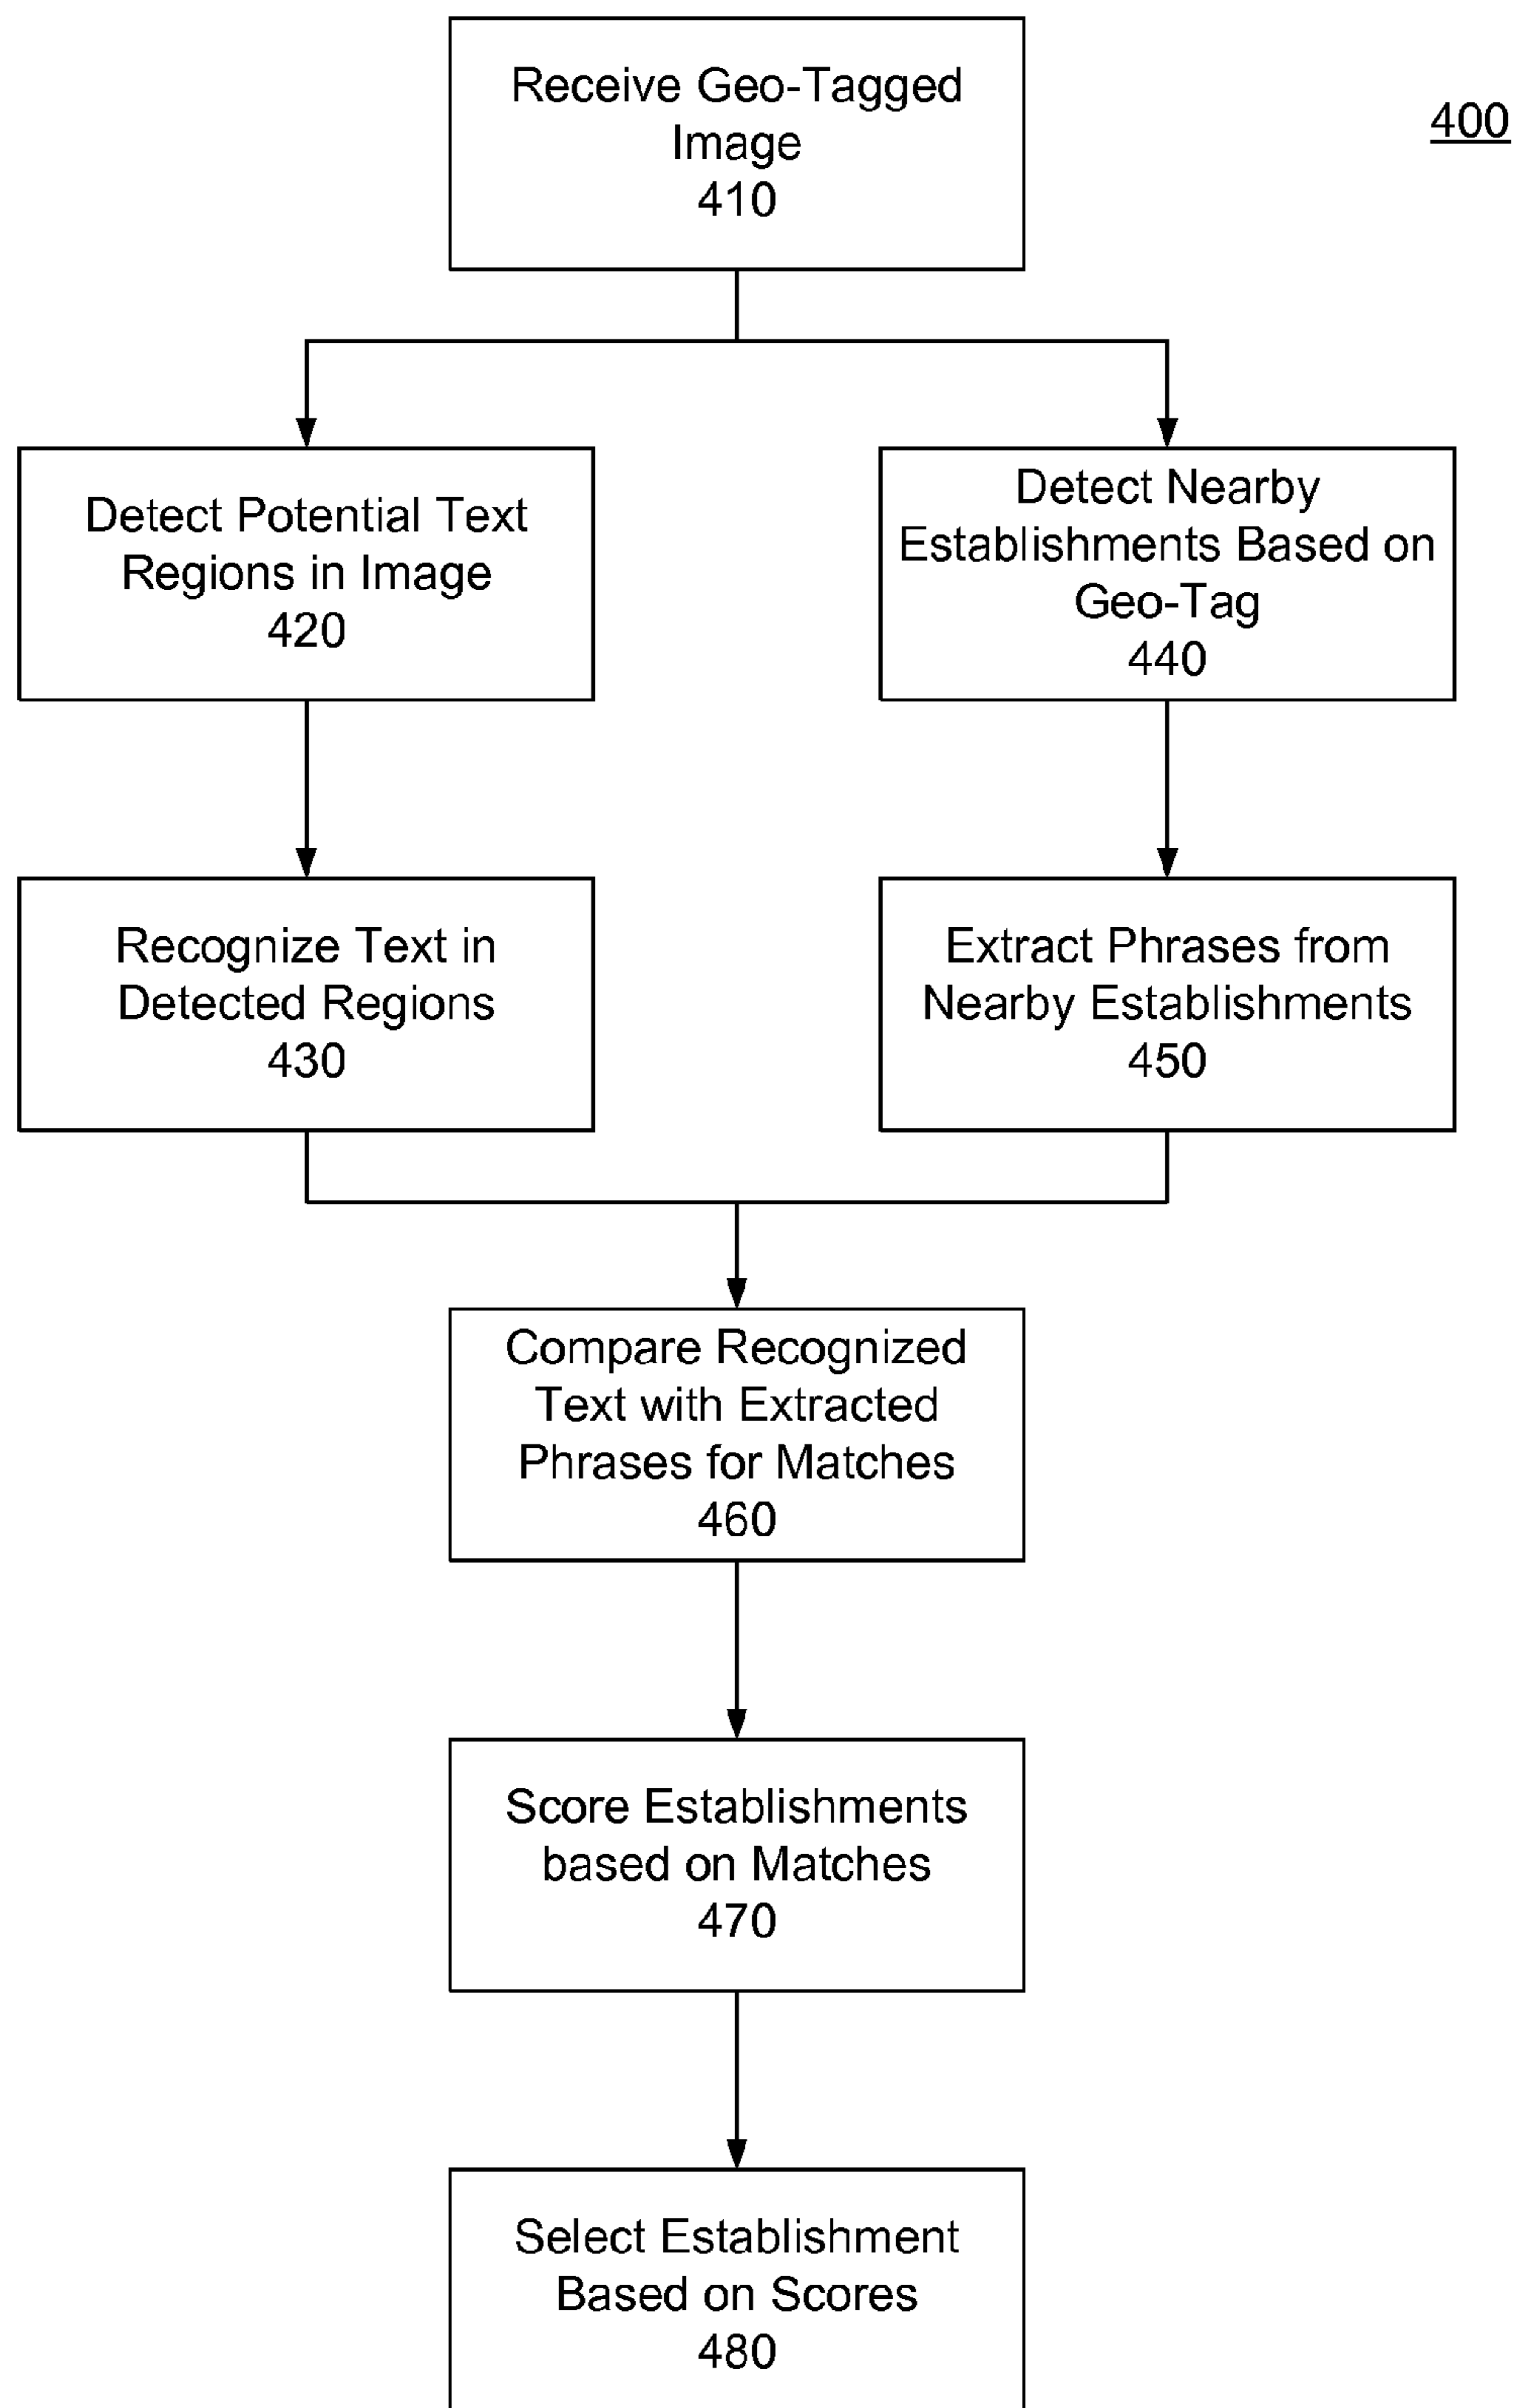 Receive Geo-Tagged
Image
410
400
Detect Potential Text
Regions in Image
420
Detect Nearby
Establishments Based on
Geo-Tag
440
Recognize Text in
Detected Regions
430
Extract Phrases from
Nearby Establishments
450
Compare Recognized
Text with Extracted
Phrases for Matches
460
Score Establishments
based on Matches
470
Select Establishment
Based on Scores
480